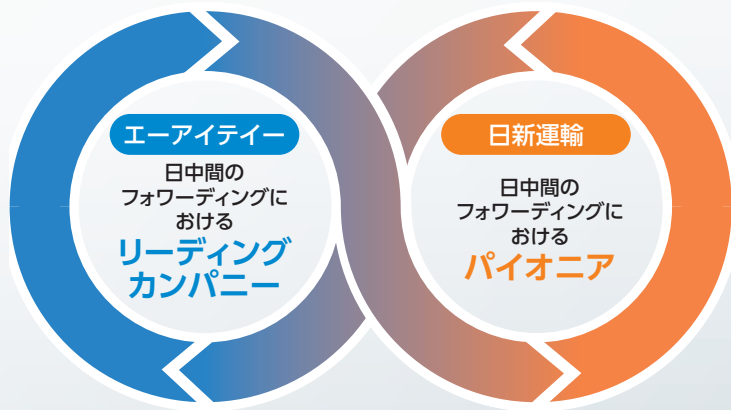 エーアイテイー
日中間の
フォワーディングに
おける
リーディング
カンパニー
日新運輸
日中間の
フォワーディングに
おける
パイオニア